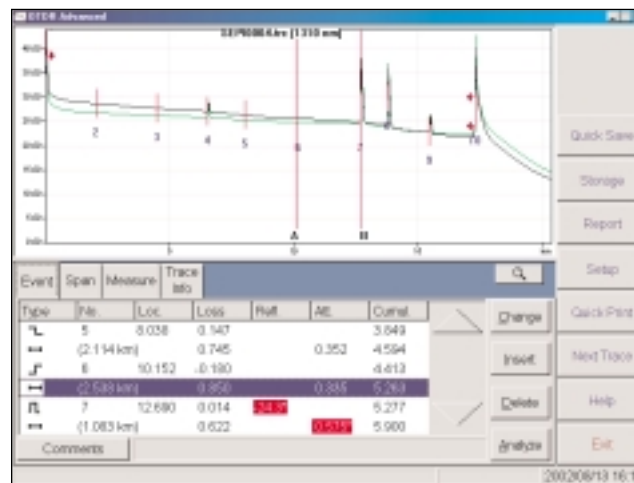 OTDR Advanced
[1310 nm]
2
3
4
5
6
7
9
10
A
B
Quick Save
Storage
Report
Setup
Quick Print
Next Trace
Help
Exit
Event Span Measure Trace Info
Type No. Loc. Loss Refl. Att. Cumul.
5 8.038 0.147 3.849
(2.114 km) 0.745 0.352 4.594
6 10.152 -0.180 4.413
5.263
7 12.690 0.014 5.277
(1.083 km) 0.622 0.575* 5.900
Change
Insert
Delete
Analyze
Comments